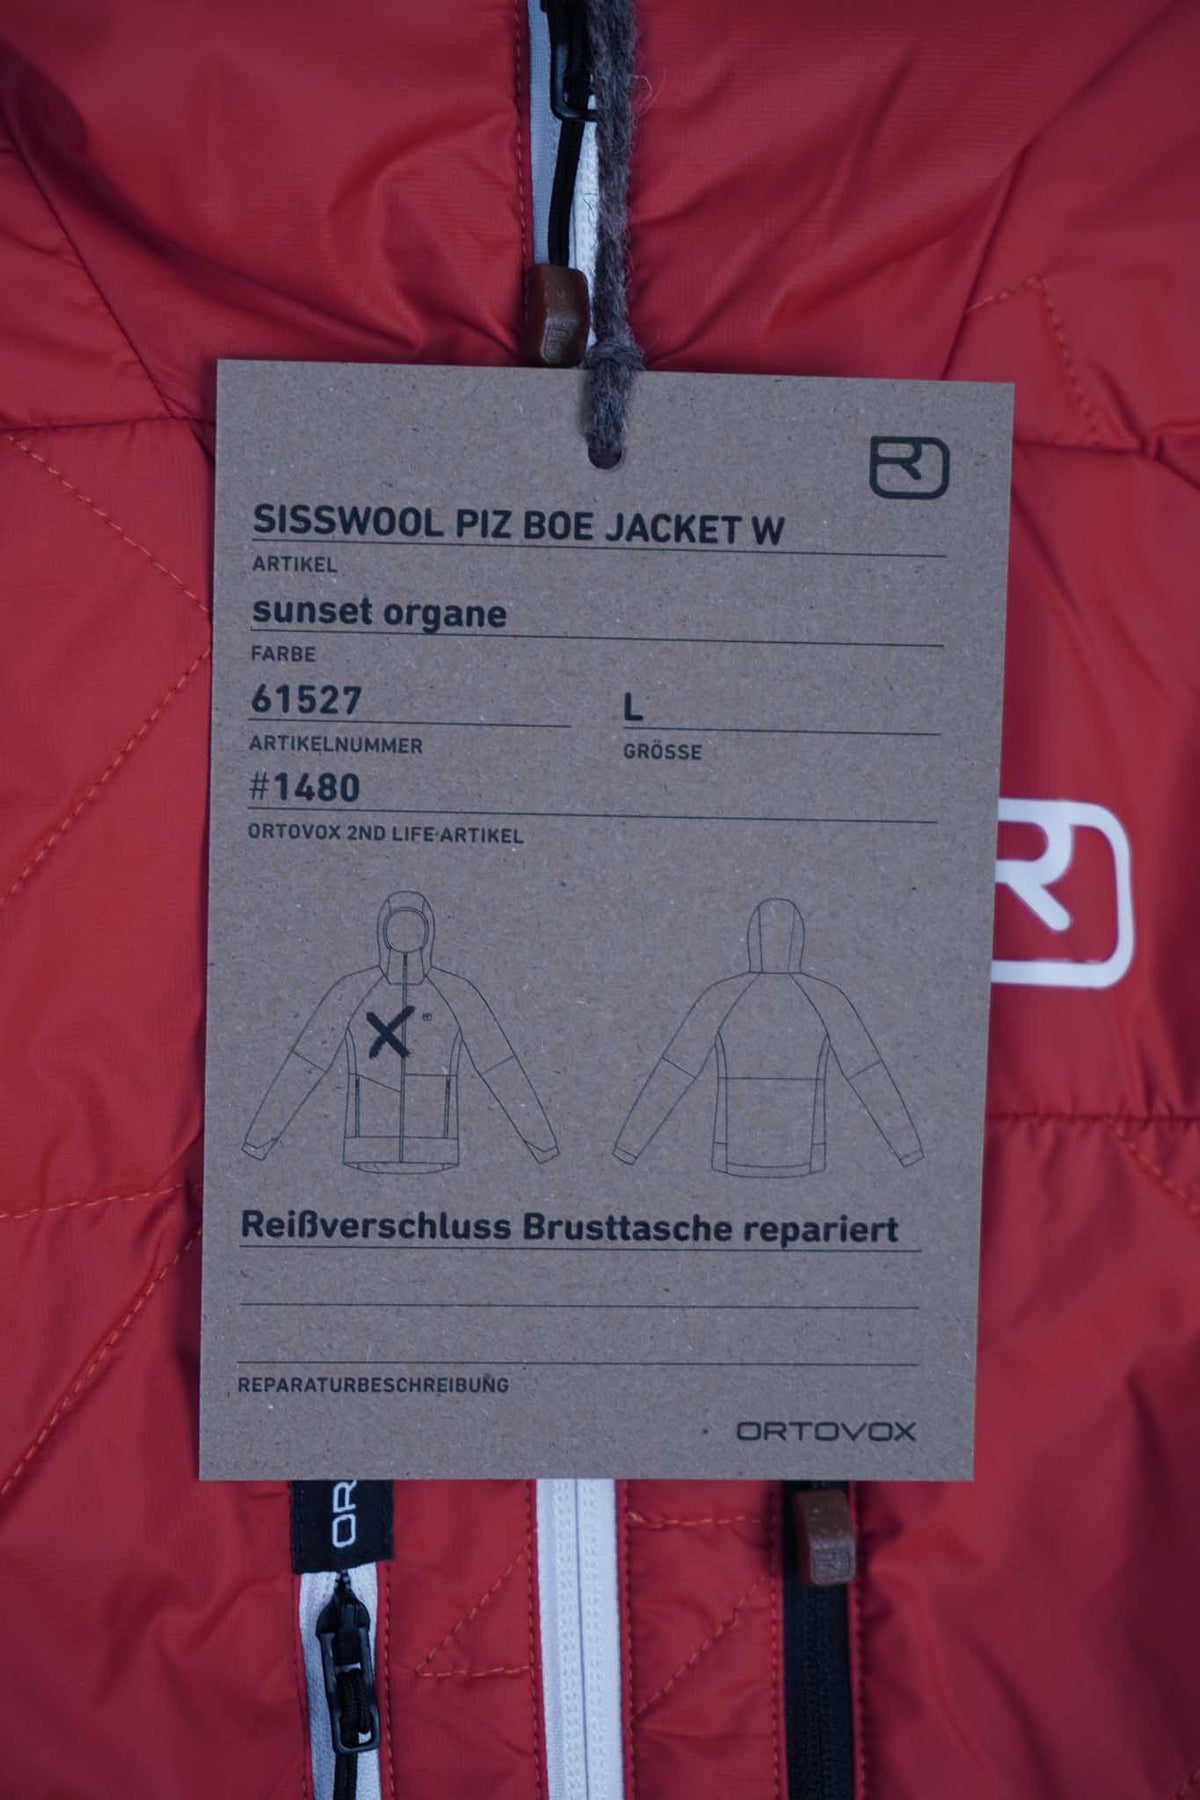 SISSWOOL PIZ BOE JACKET W
ARTIKEL
sunset organe
FARBE
61527 L
ARTIKELNUMMER GRÖSSE
#1480
ORTOVOX 2ND LIFE-ARTIKEL
Reißverschluss Brusttasche repariert
REPARATURBESCHREIBUNG
ORTOVOX
OR